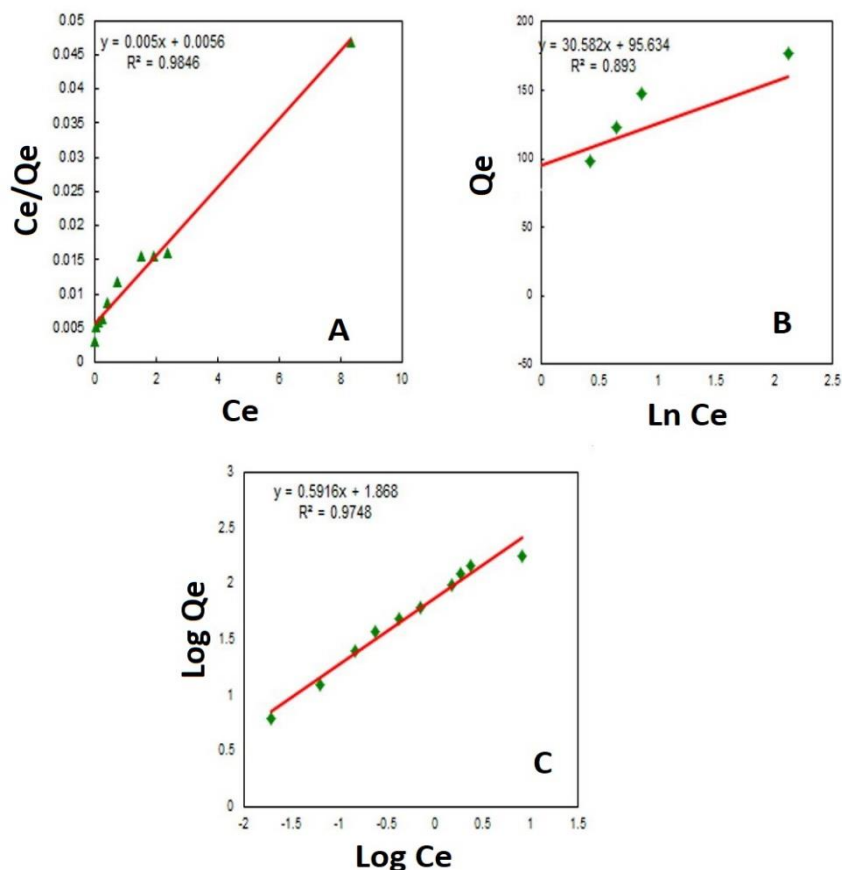 y = 0.005x + 0.0056
R² = 0.9846
0.05
0.045
0.04
0.035
0.03
0.025
0.02
0.015
0.01
0.005
0
Ce/Qe
0 2 4 6 8 10
Ce
A
y = 30.582x + 95.634
R² = 0.893
200
150
100
50
0
-50
Qe
0 0.5 1 1.5 2 2.5
Ln Ce
B
y = 0.5916x + 1.868
R² = 0.9748
3
2.5
2
1.5
1
0.5
0
Log Qe
-2 -1.5 -1 -0.5 0 0.5 1 1.5
Log Ce
C